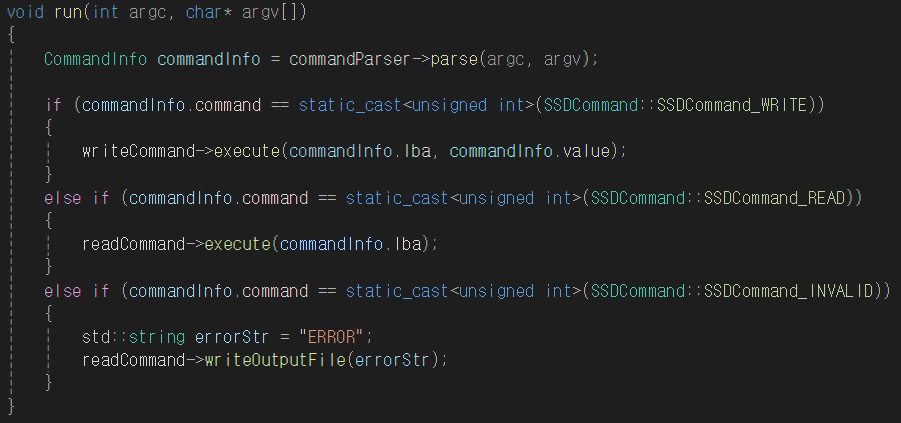 void run(int argc, char* argv[])
{
    CommandInfo commandInfo = commandParser->parse(argc, argv);

    if (commandInfo.command == static_cast<unsigned int>(SSDCommand::SSDCommand_WRITE))
    {
        writeCommand->execute(commandInfo.lba, commandInfo.value);
    }
    else if (commandInfo.command == static_cast<unsigned int>(SSDCommand::SSDCommand_READ))
    {
        readCommand->execute(commandInfo.lba);
    }
    else if (commandInfo.command == static_cast<unsigned int>(SSDCommand::SSDCommand_INVALID))
    {
        std::string errorStr = "ERROR";
        readCommand->writeOutputFile(errorStr);
    }
}